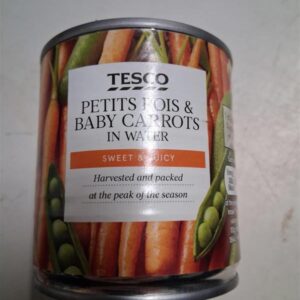 TESCO
PETITS POIS &
BABY CARROTS
IN WATER
SWEET & JUICY
Harvested and packed
at the peak of the season